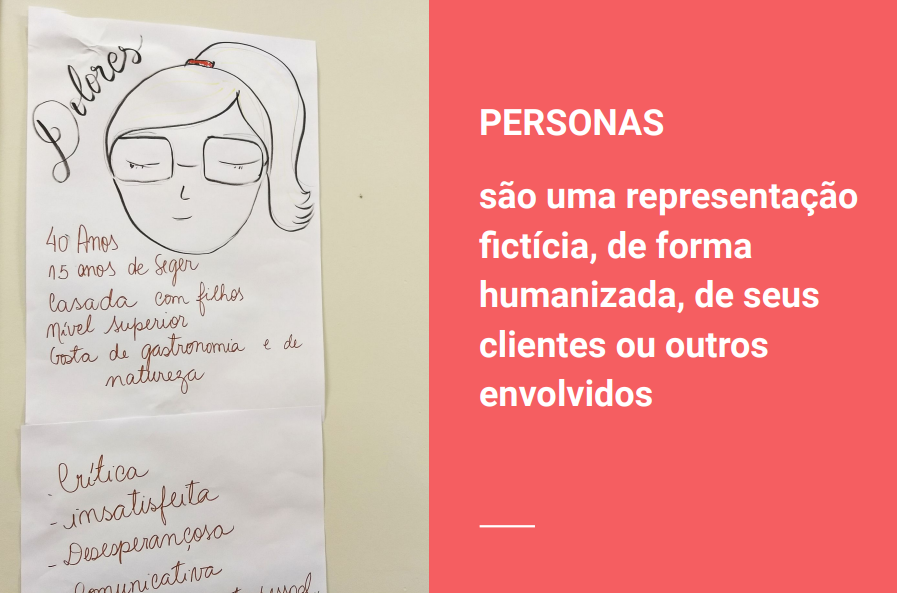 Dolores
40 Anos
15 anos de Seger
Casada com filhos
Nível superior
Gosta de gastronomia e de
natureza
- Crítica
- insatisfeita
- Desesperançosa
- Comunicativa
PERSONAS
são uma representação
fictícia, de forma
humanizada, de seus
clientes ou outros
envolvidos